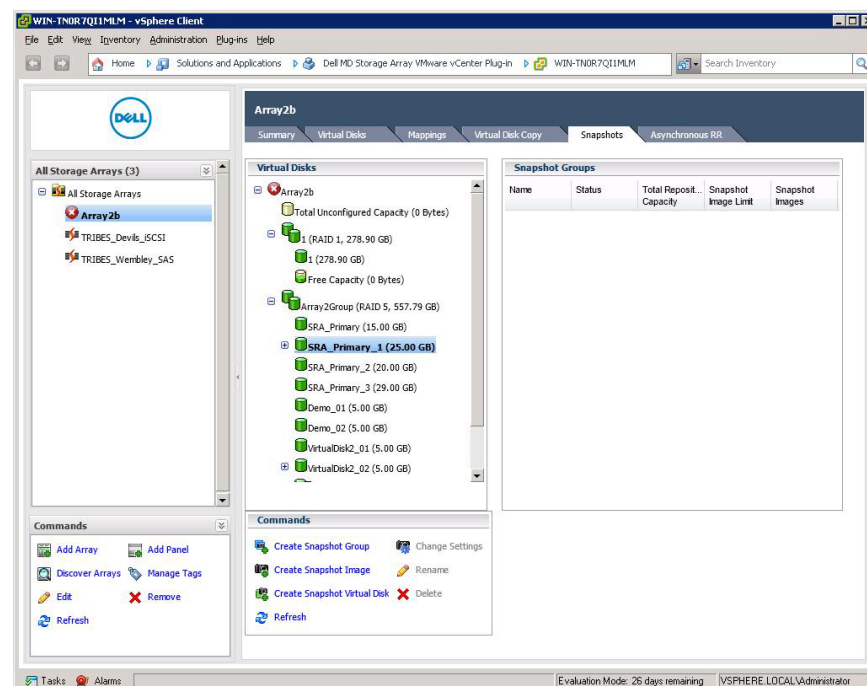 WIN-TN0R7QI1MLM - vSphere Client
File Edit View Inventory Administration Plug-ins Help
Home Solutions and Applications Dell MD Storage Array VMware vCenter Plug-in WIN-TN0R7QI1MLM Search Inventory
DELL
All Storage Arrays (3)
All Storage Arrays
Array2b
TRIBES_Devils_iSCSI
TRIBES_Wembley_SAS
Commands
Add Array Add Panel
Discover Arrays Manage Tags
Edit Remove
Refresh
Array2b
Summary Virtual Disks Mappings Virtual Disk Copy Snapshots Asynchronous RR
Virtual Disks
Array2b
Total Unconfigured Capacity (0 Bytes)
1 (RAID 1, 278.90 GB)
1 (278.90 GB)
Free Capacity (0 Bytes)
Array2Group (RAID 5, 557.79 GB)
SRA_Primary (15.00 GB)
SRA_Primary_1 (25.00 GB)
SRA_Primary_2 (20.00 GB)
SRA_Primary_3 (29.00 GB)
Demo_01 (5.00 GB)
Demo_02 (5.00 GB)
VirtualDisk2_01 (5.00 GB)
VirtualDisk2_02 (5.00 GB)
Commands
Create Snapshot Group Change Settings
Create Snapshot Image Rename
Create Snapshot Virtual Disk Delete
Refresh
Snapshot Groups
Name Status Total Reposit... Snapshot Snapshot
Capacity Image Limit Images
Tasks Alarms Evaluation Mode: 26 days remaining VSPHERE.LOCAL\Administrator